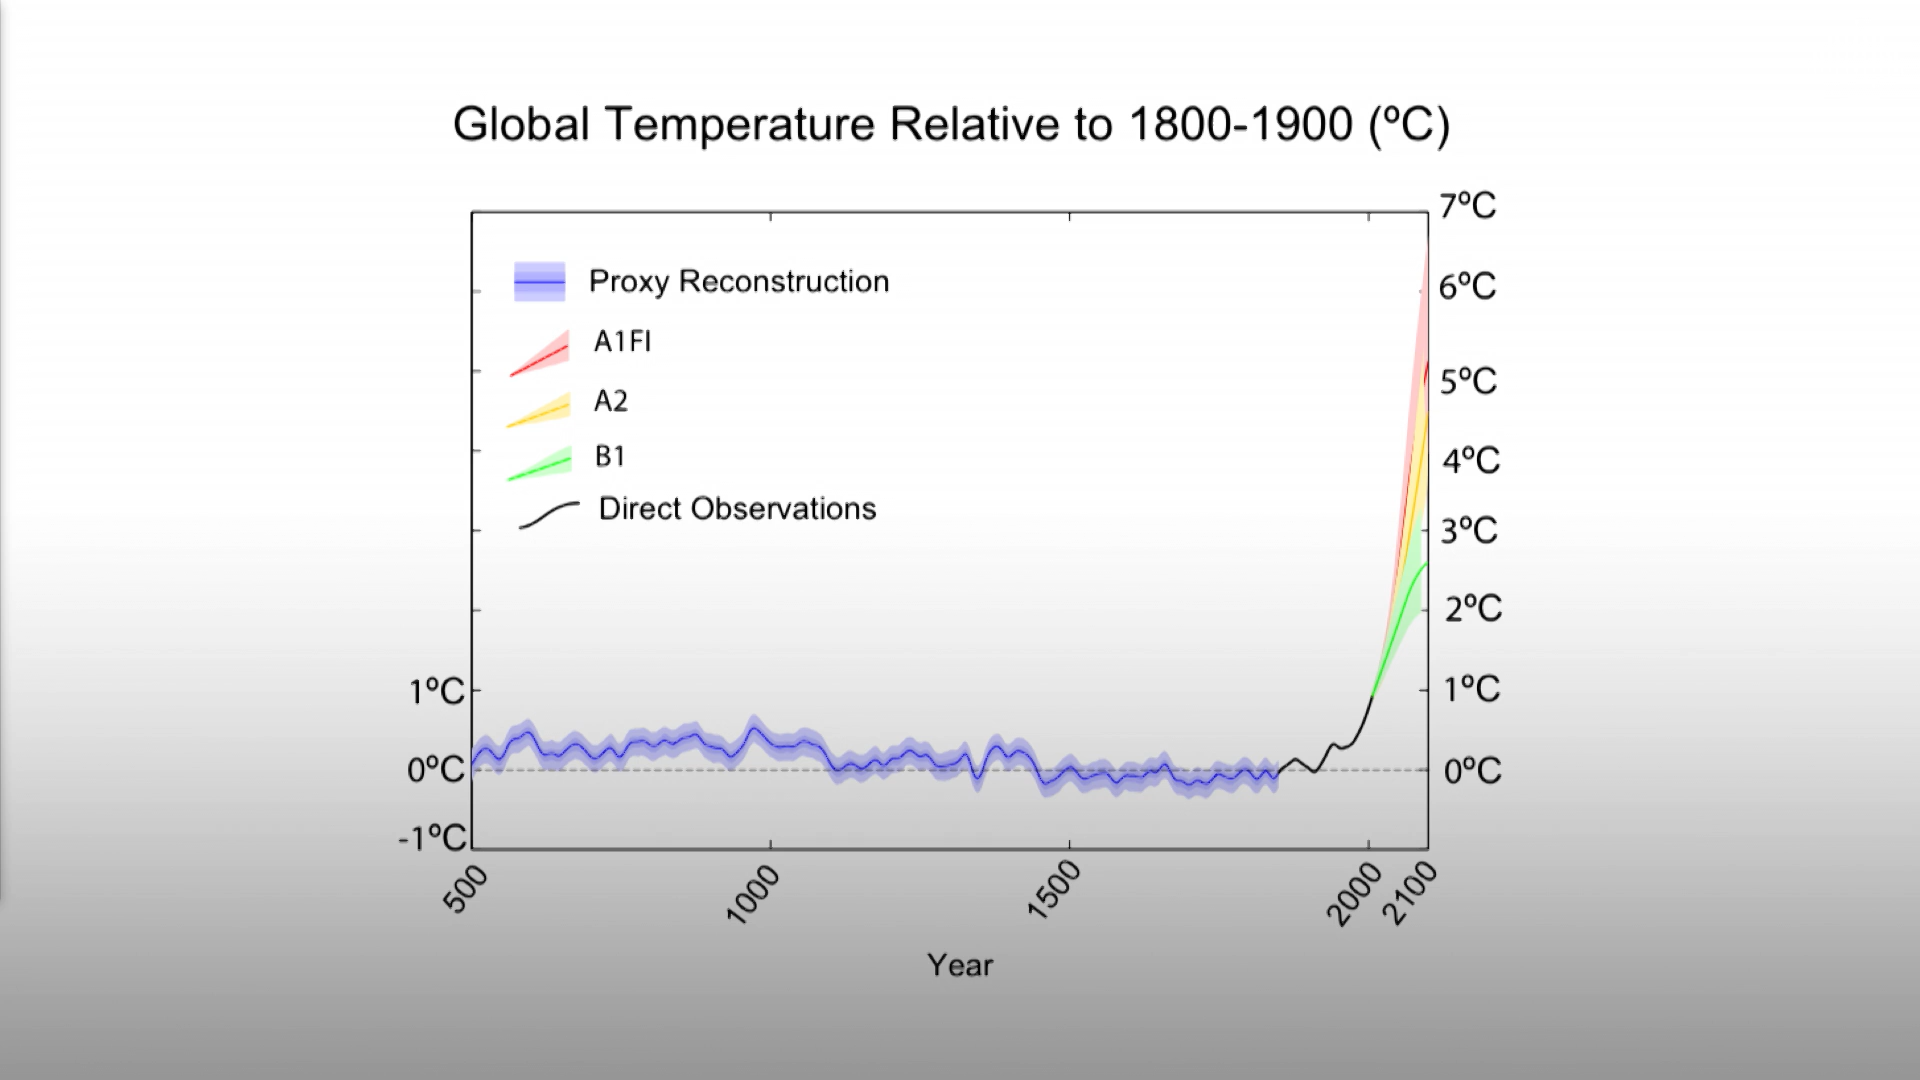 Global Temperature Relative to 1800-1900 (ºC)
Proxy Reconstruction
A1FI
A2
B1
Direct Observations
7ºC
6ºC
5ºC
4ºC
3ºC
2ºC
1ºC
0ºC
1ºC
0ºC
-1ºC
500
1000
1500
2000
2100
Year